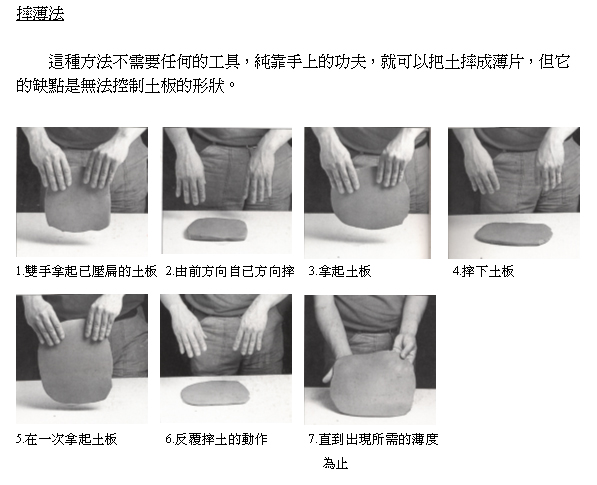 摔薄法
這種方法不需要任何的工具，純靠手上的功夫，就可以把土摔成薄片，但它
的缺點是無法控制土板的形狀。
1.雙手拿起已壓扁的土板
2.由前方向自己方向摔
3.拿起土板
4.摔下土板
5.在一次拿起土板
6.反覆摔土的動作
7.直到出現所需的薄度
為止